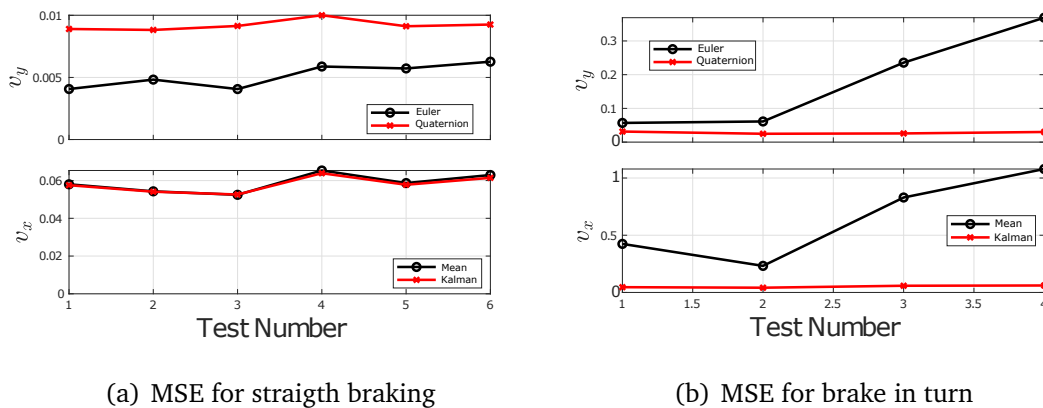 0.01
0.005
0
v_y
Euler
Quaternion
0.06
0.04
0.02
0
v_x
Mean
Kalman
1 2 3 4 5 6
Test Number
(a) MSE for straigth braking
0.3
0.2
0.1
0
v_y
Euler
Quaternion
1
0.5
0
v_x
Mean
Kalman
1 1.5 2 2.5 3 3.5 4
Test Number
(b) MSE for brake in turn